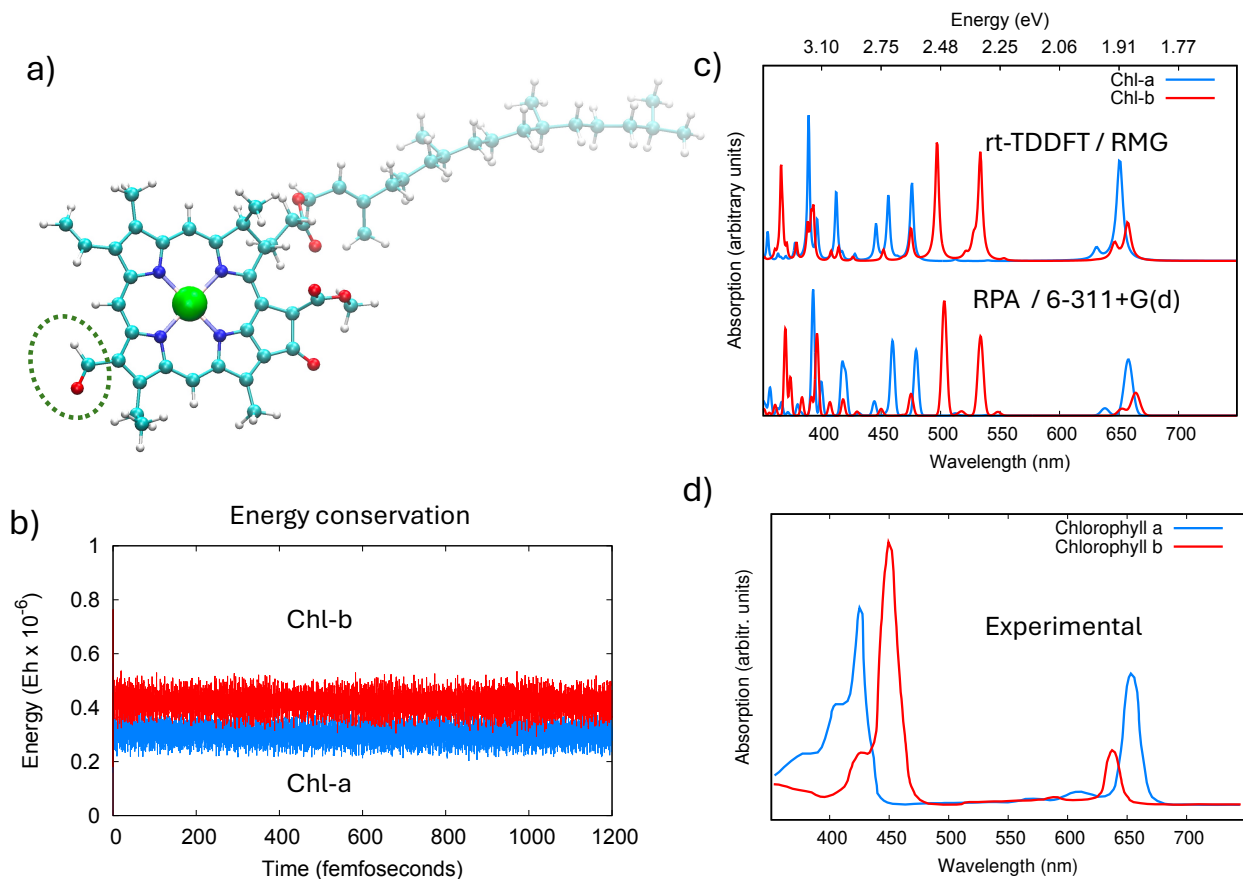 a)
c)
Energy (eV)
3.10 2.75 2.48 2.25 2.06 1.91 1.77
Chl-a
Chl-b
rt-TDDFT / RMG
RPA / 6-311+G(d)
Absorption (arbitrary units)
400 450 500 550 600 650 700
Wavelength (nm)
b)
Energy conservation
1
0.8
0.6
0.4
0.2
0
Energy (Eh x 10-6)
Chl-b
Chl-a
0 200 400 600 800 1000 1200
Time (femfoseconds)
d)
Chlorophyll a
Chlorophyll b
Experimental
Absorption (arbitr. units)
400 450 500 550 600 650 700
Wavelength (nm)